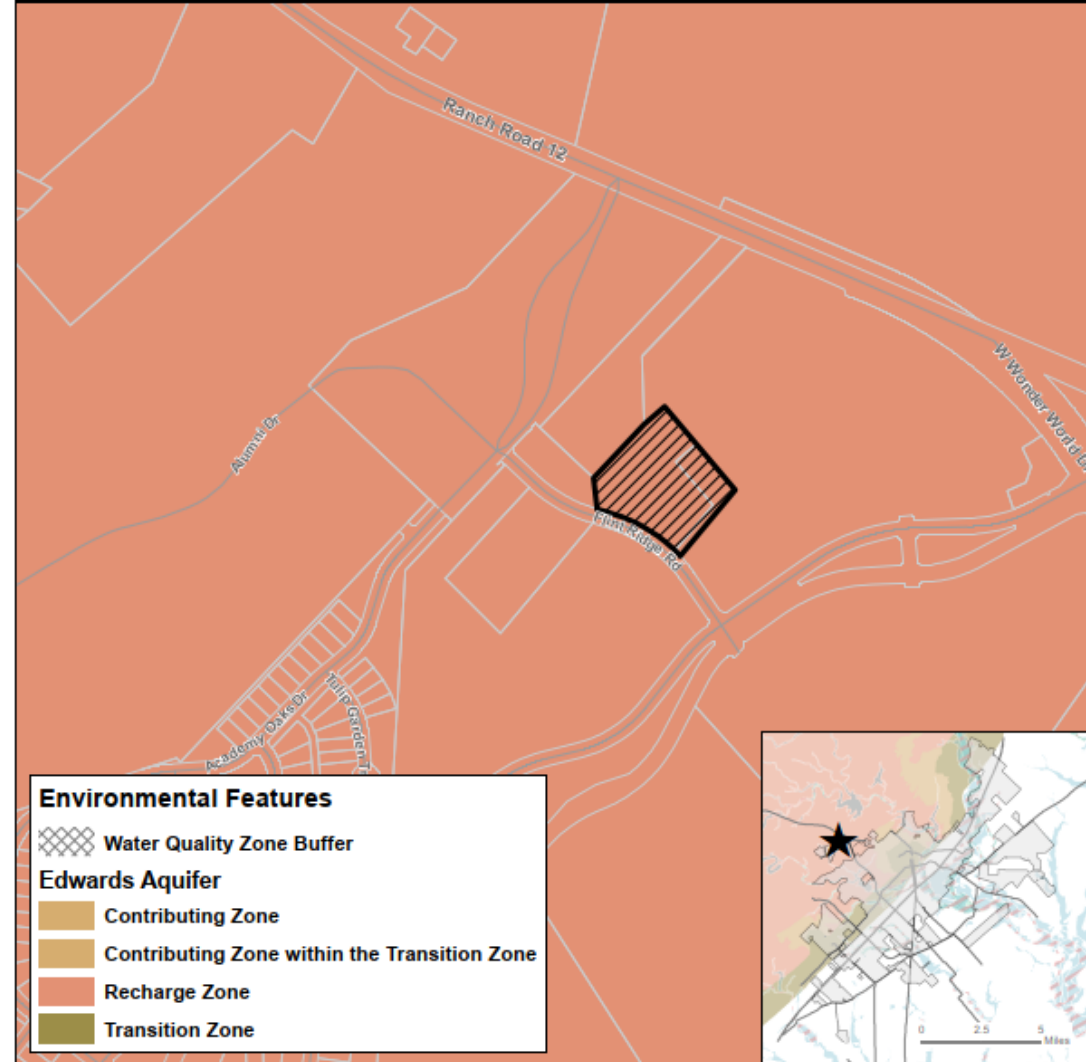 Ranch Road 12
W Wonder World Dr
Alumni Dr
Flint Ridge Rd
Academy Oaks Dr
Tulip Garden T
Environmental Features
Water Quality Zone Buffer
Edwards Aquifer
Contributing Zone
Contributing Zone within the Transition Zone
Recharge Zone
Transition Zone
0 2.5 5
Miles